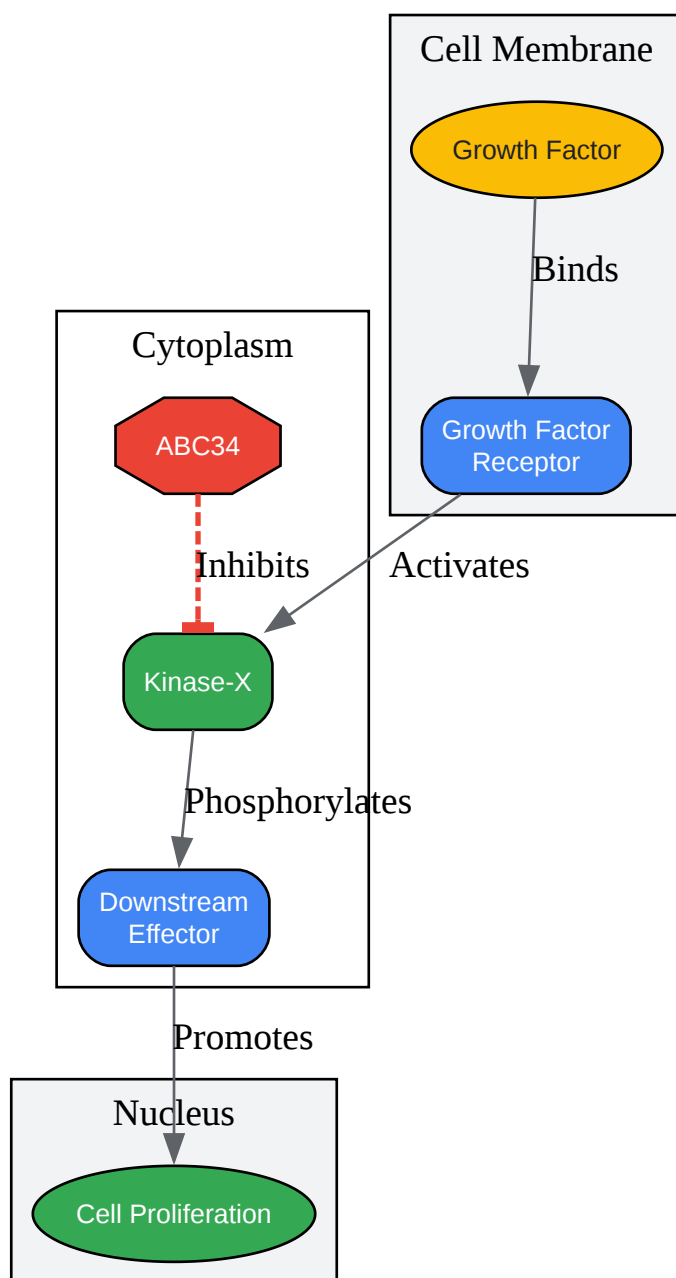 Cell Membrane
Growth Factor
Binds
Cytoplasm
ABC34
Growth Factor
Receptor
Inhibits
Activates
Kinase-X
Phosphorylates
Downstream
Effector
Promotes
Nucleus
Cell Proliferation